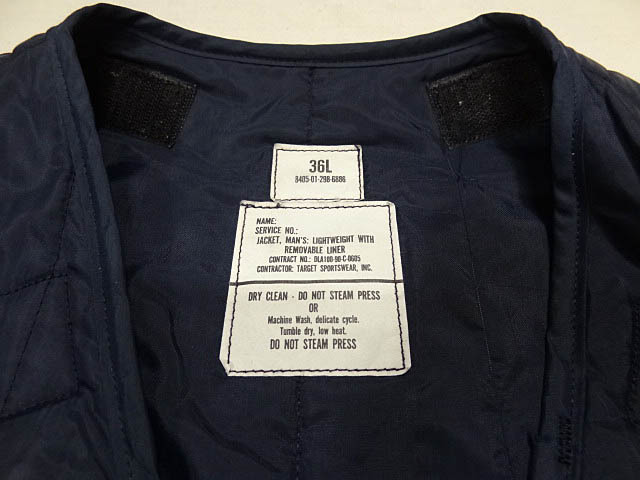 36L
8405-01-298-6886
NAME:
SERVICE NO.:
JACKET, MAN'S: LIGHTWEIGHT WITH
REMOVABLE LINER
CONTRACT NO.: DLA100-90-C-0605
CONTRACTOR: TARGET SPORTSWEAR, INC.
DRY CLEAN - DO NOT STEAM PRESS
OR
Machine Wash, delicate cycle.
Tumble dry, low heat.
DO NOT STEAM PRESS